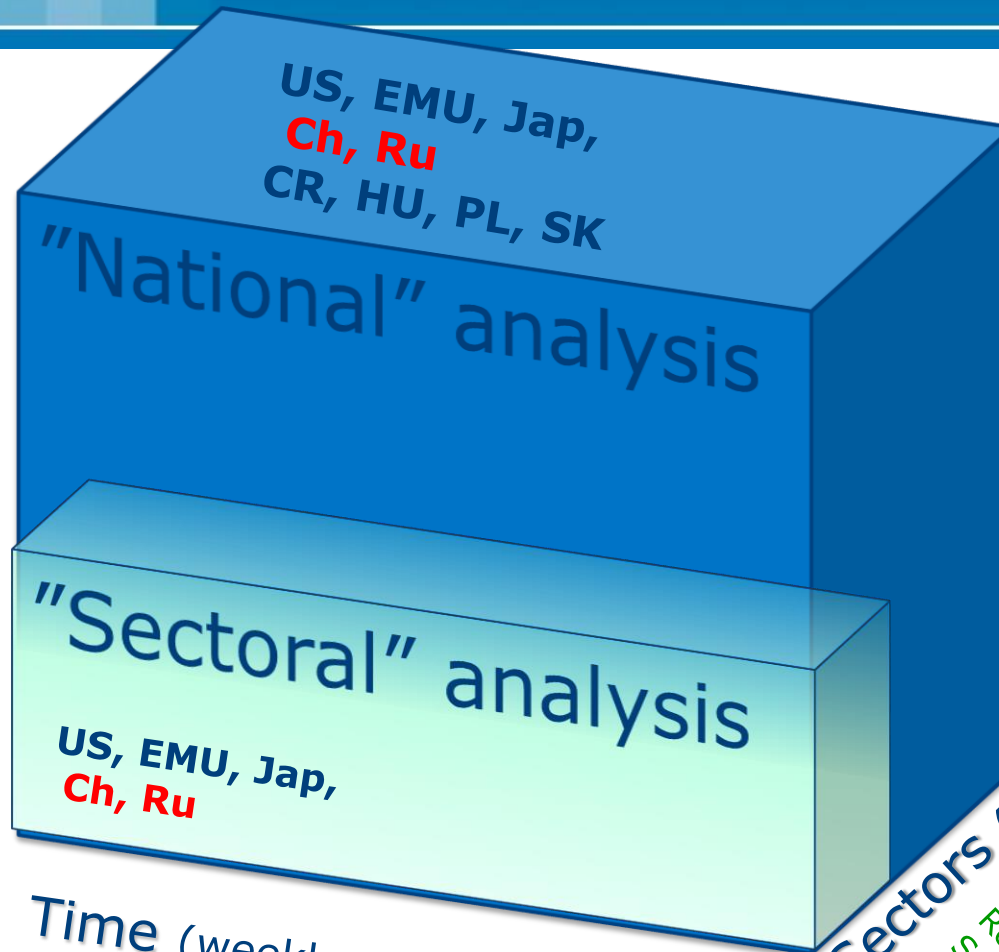 US, EMU, Jap,
Ch, Ru
CR, HU, PL, SK
”National” analysis
”Sectoral” analysis
US, EMU, Jap,
Ch, Ru
Time
Sectors